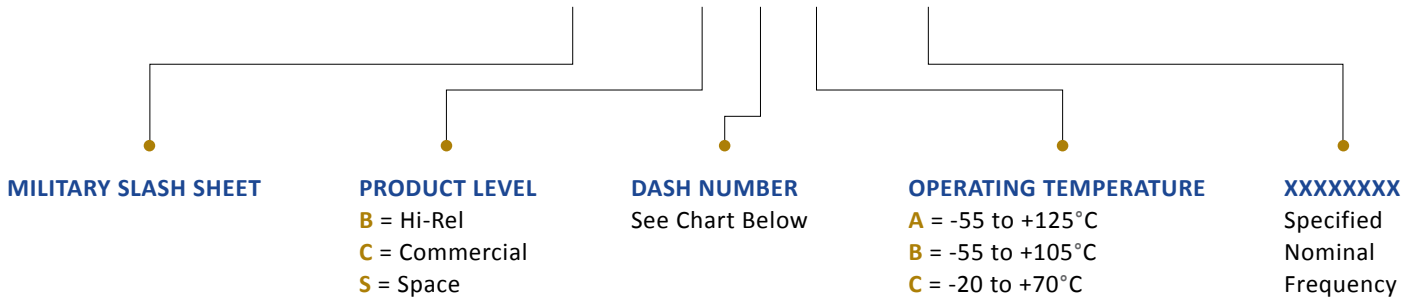 MILITARY SLASH SHEET
PRODUCT LEVEL
B = Hi-Rel
C = Commercial
S = Space
DASH NUMBER
See Chart Below
OPERATING TEMPERATURE
A = -55 to +125°C
B = -55 to +105°C
C = -20 to +70°C
XXXXXXXX
Specified
Nominal
Frequency